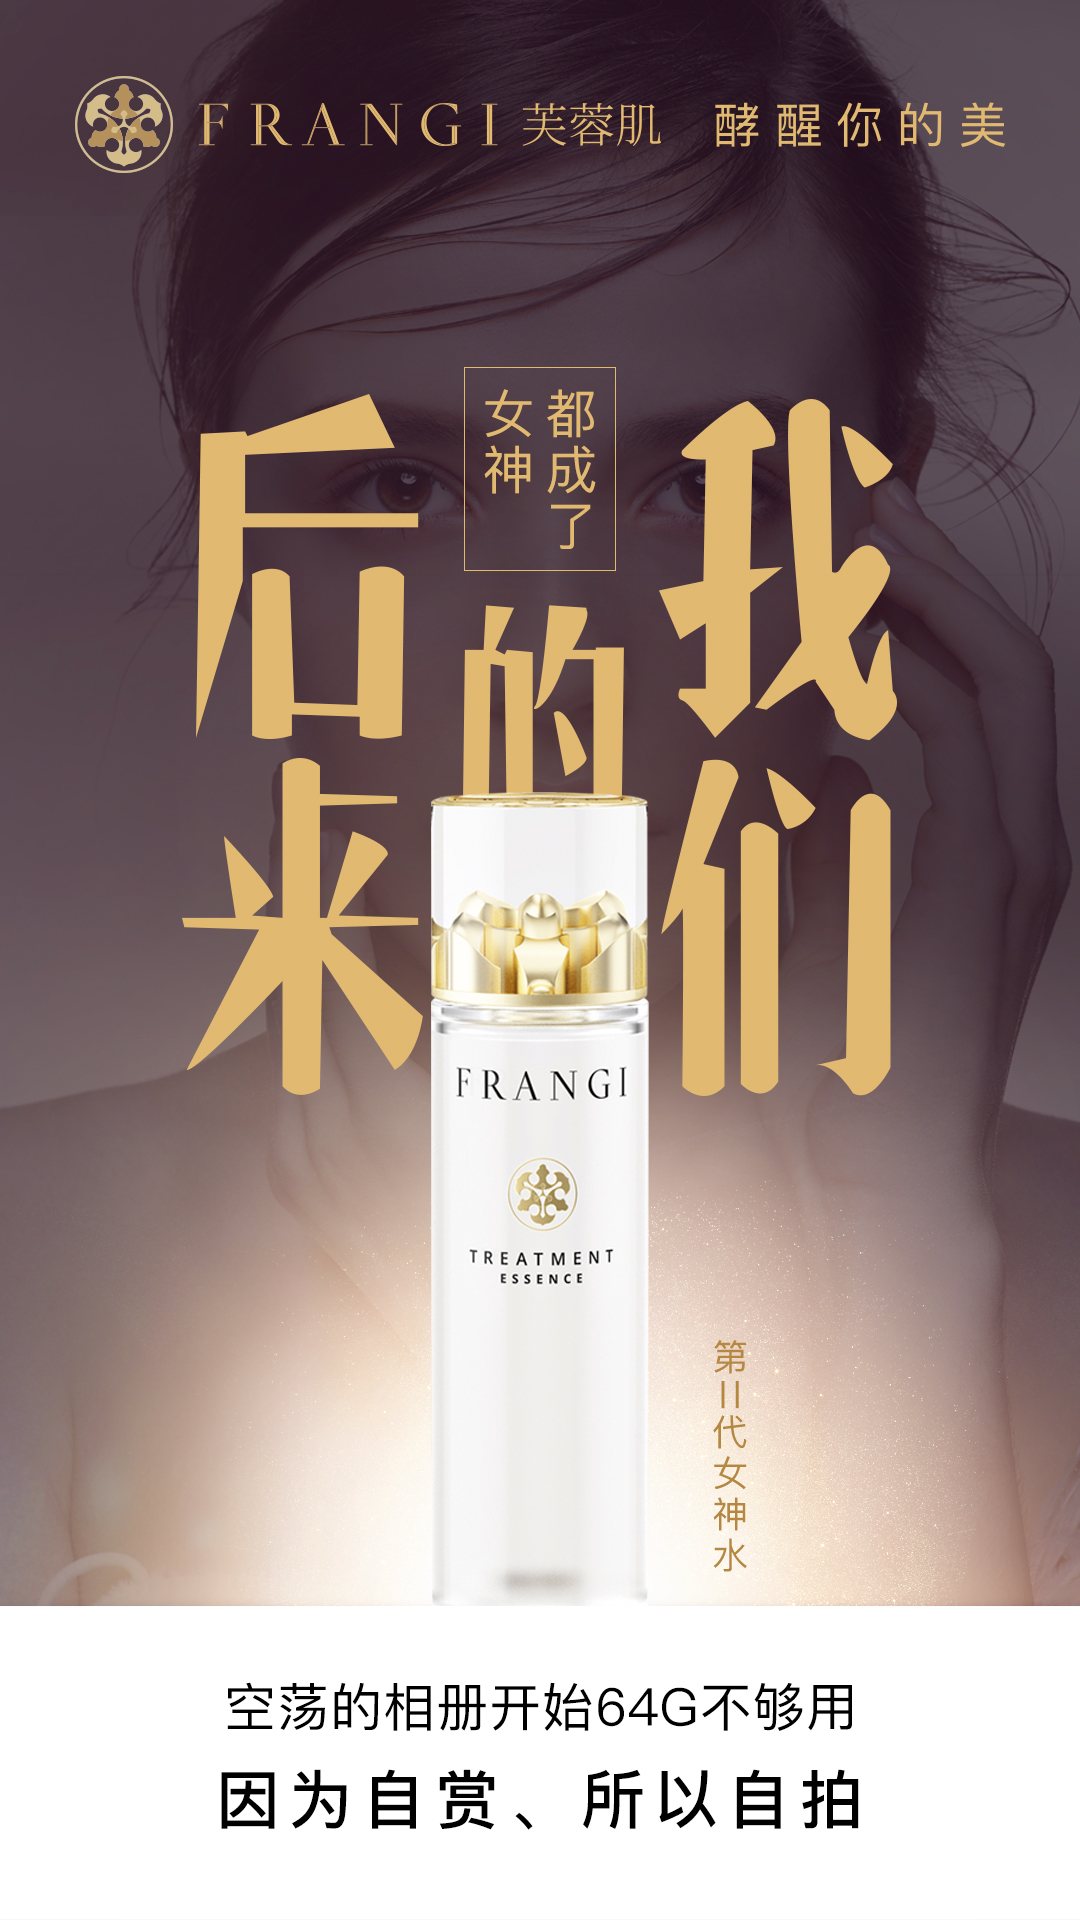 FRANGI 芙蓉肌 酵醒你的美
后来的我们
都成了
女神
FRANGI
TREATMENT
ESSENCE
第II代女神水
空荡的相册开始64G不够用
因为自赏、所以自拍